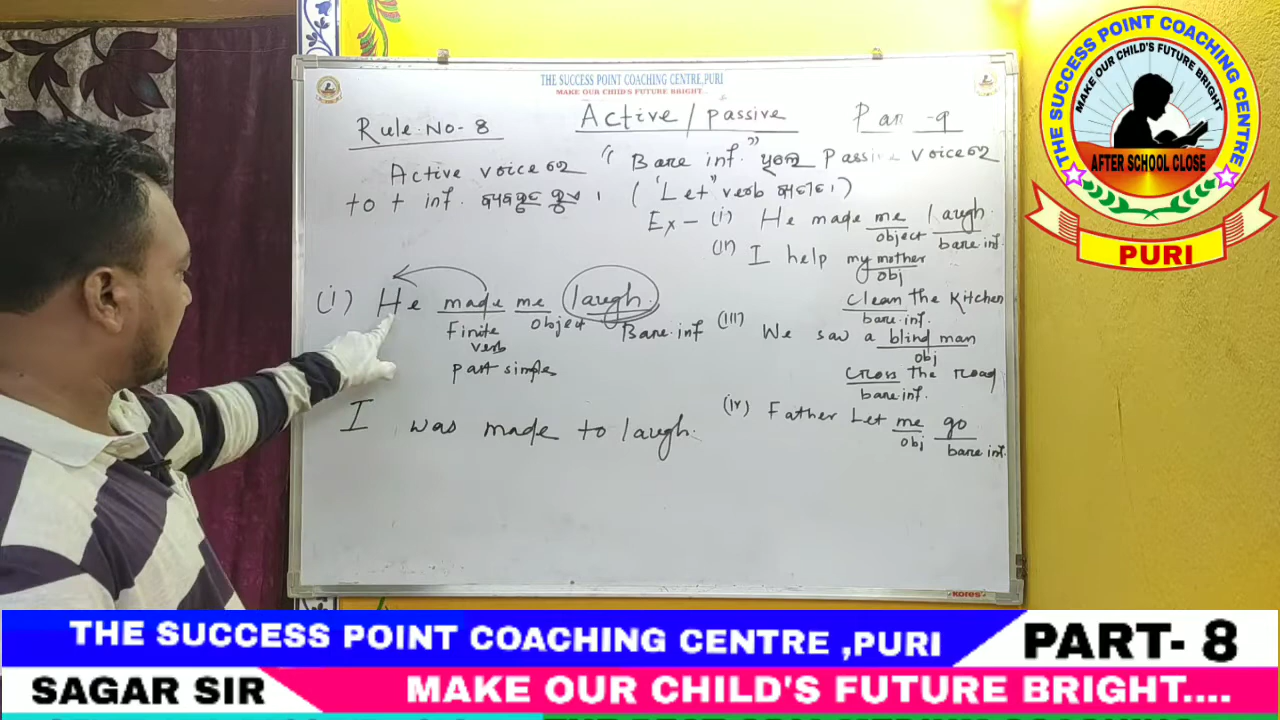 THE SUCCESS POINT COACHING CENTRE,PURI
MAKE OUR CHILD'S FUTURE BRIGHT...
Rule. No- 8
Active / passive
Active voice ରେ " Bare inf." ଥିଲେ Passive voice ରେ
to + inf. ବ୍ୟବହୃତ ହୁଏ । ( "Let" verb
Ex - (i) He made me laugh.
object bare inf.
(ii) I help my mother
obj
clean the kitchen
bare inf.
(iii) We saw a blind man
obj
cross the road
bare inf.
(iv) Father Let me go
obj bare inf.
(i) He made me laugh.
Finite verb
object
Bare inf
past simple
I was made to laugh.
KOREs
THE SUCCESS POINT COACHING CENTRE,
MAKE OUR CHILD'S FUTURE BRIGHT
AFTER SCHOOL CLOSE
PURI
THE SUCCESS POINT COACHING CENTRE ,PURI
PART- 8
SAGAR SIR
MAKE OUR CHILD'S FUTURE BRIGHT....